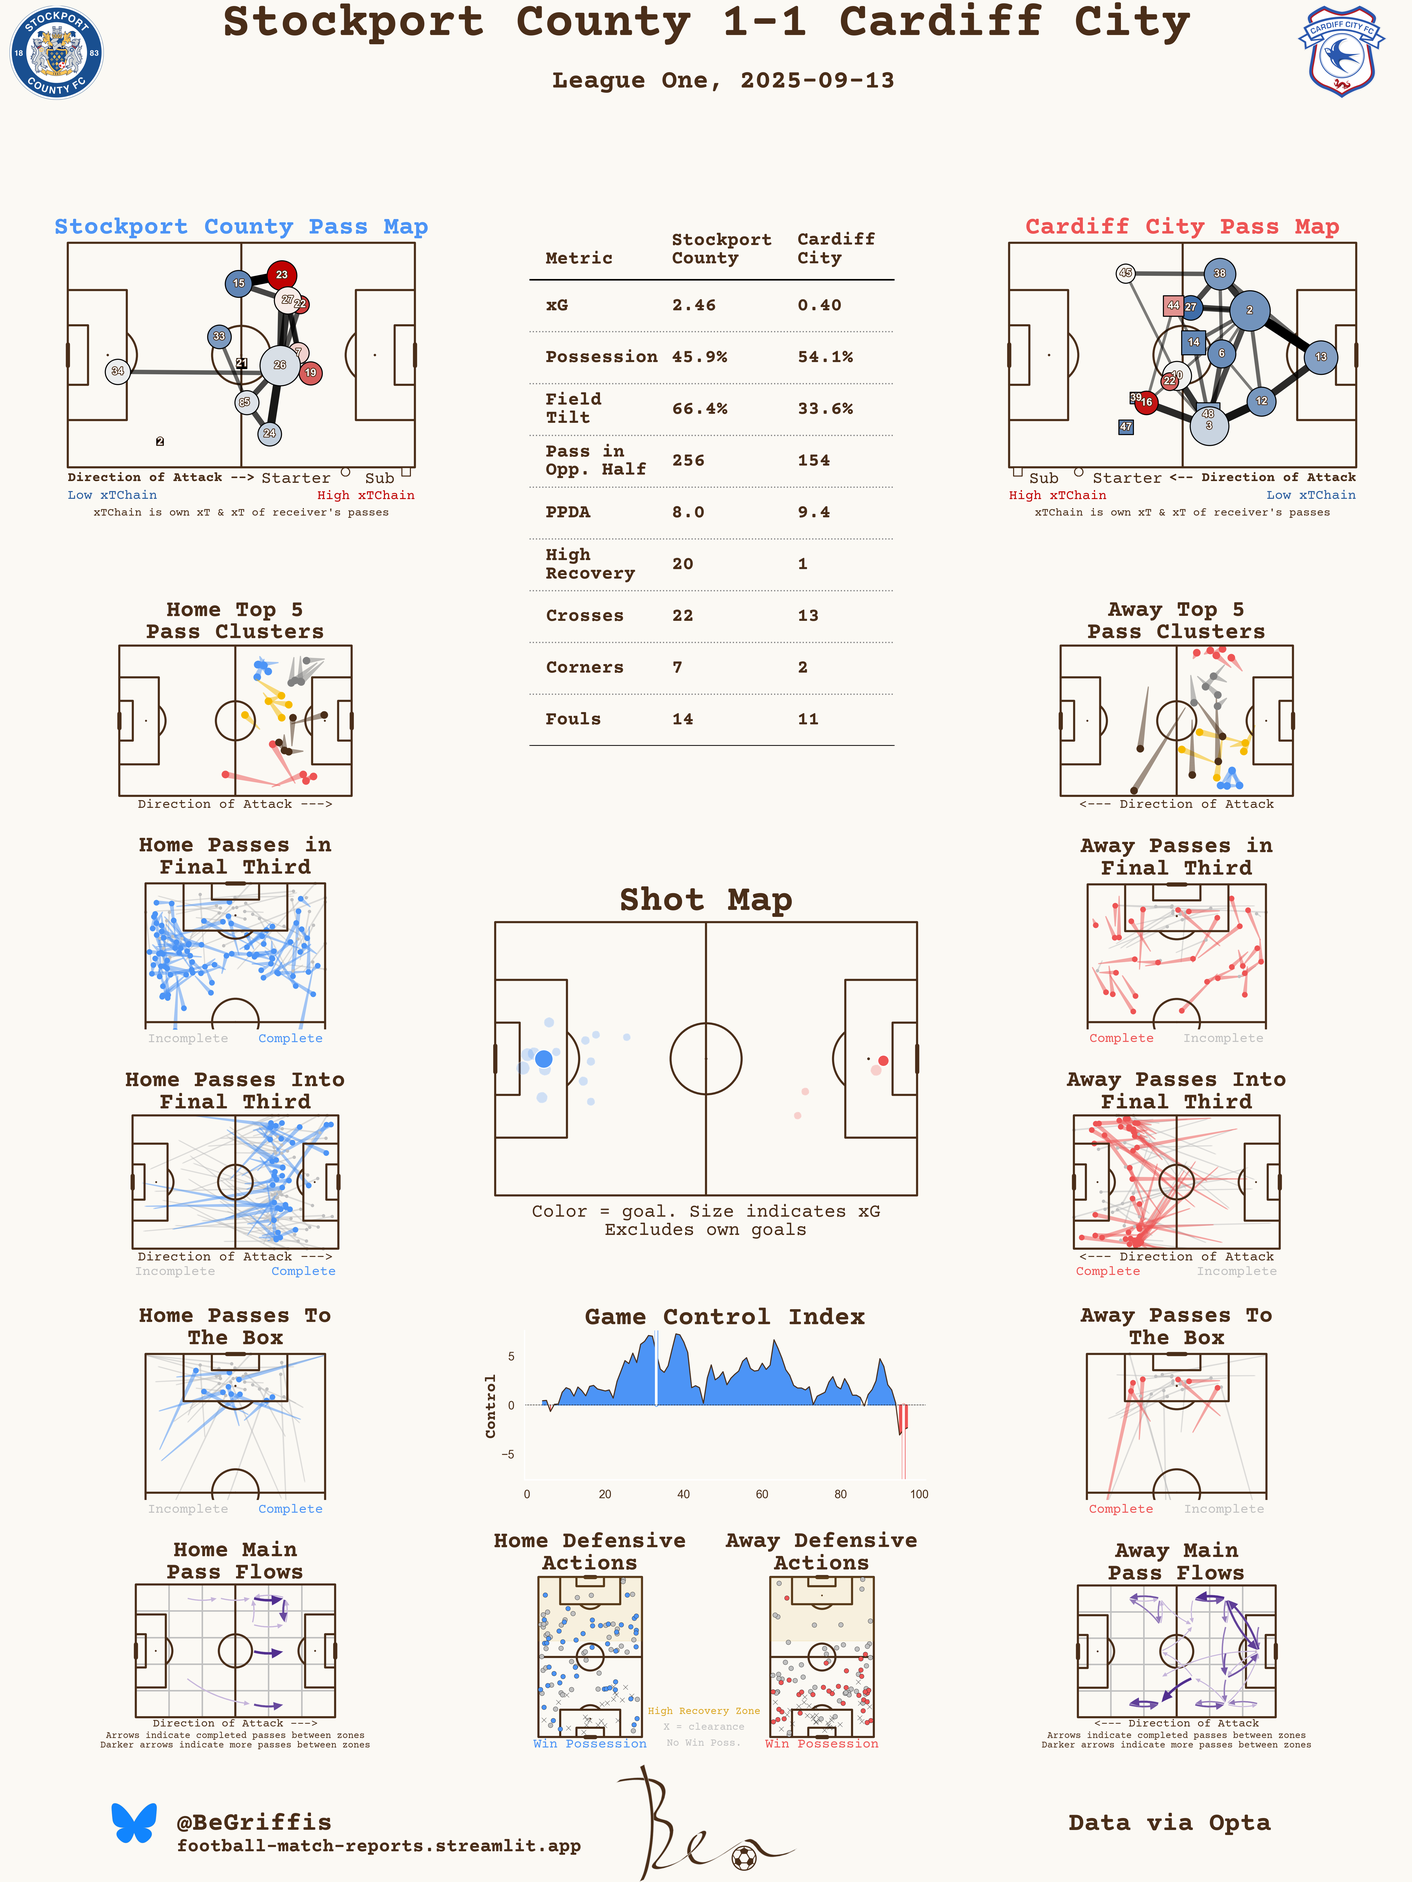 Stockport County 1-1 Cardiff City
League One, 2025-09-13
STOCKPORT
18 83
COUNTY FC
CARDIFF CITY FC
Stockport County Pass Map
15
23
27
22
33
21
7
34
26
19
85
24
2
Direction of Attack --> Starter Sub
Low xTChain High xTChain
xTChain is own xT & xT of receiver's passes
Metric Stockport County Cardiff City
xG 2.46 0.40
Possession 45.9% 54.1%
Field Tilt 66.4% 33.6%
Pass in Opp. Half 256 154
PPDA 8.0 9.4
High Recovery 20 1
Crosses 22 13
Corners 7 2
Fouls 14 11
Cardiff City Pass Map
45
38
44
27
2
14
6
13
10
22
39
16
48
12
3
47
Sub Starter <-- Direction of Attack
High xTChain Low xTChain
xTChain is own xT & xT of receiver's passes
Home Top 5
Pass Clusters
Direction of Attack --->
Away Top 5
Pass Clusters
<--- Direction of Attack
Home Passes in
Final Third
Incomplete Complete
Away Passes in
Final Third
Complete Incomplete
Shot Map
Color = goal. Size indicates xG
Excludes own goals
Home Passes Into
Final Third
Direction of Attack --->
Incomplete Complete
Away Passes Into
Final Third
<--- Direction of Attack
Complete Incomplete
Home Passes To
The Box
Incomplete Complete
Game Control Index
Control
5
0
−5
0 20 40 60 80 100
Away Passes To
The Box
Complete Incomplete
Home Main
Pass Flows
Direction of Attack --->
Arrows indicate completed passes between zones
Darker arrows indicate more passes between zones
Home Defensive
Actions
Win Possession
High Recovery Zone
X = clearance
No Win Poss.
Away Defensive
Actions
Win Possession
Away Main
Pass Flows
<--- Direction of Attack
Arrows indicate completed passes between zones
Darker arrows indicate more passes between zones
@BeGriffis
football-match-reports.streamlit.app
Ben
Data via Opta